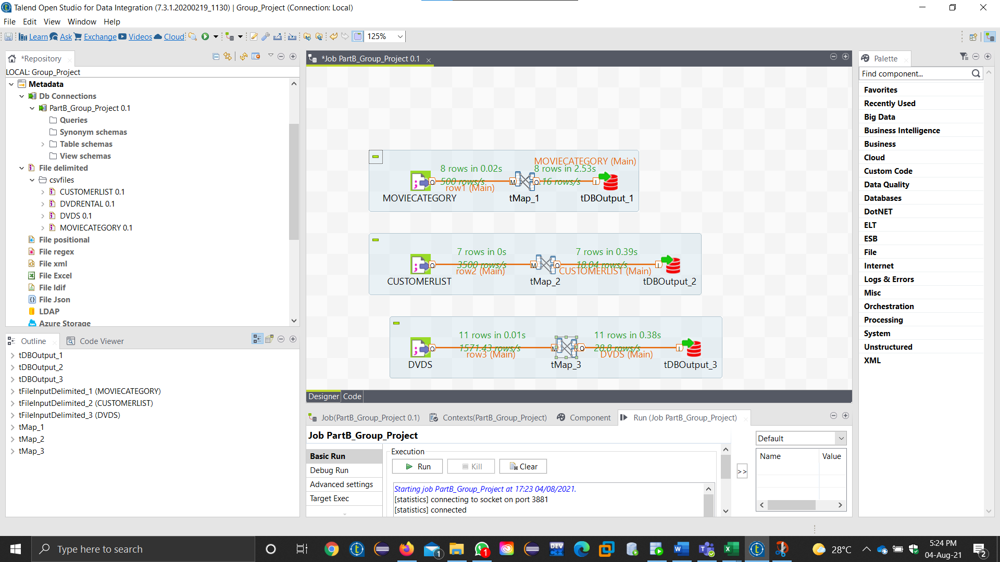 Talend Open Studio for Data Integration (7.3.1.20200219_1130) | Group_Project (Connection: Local)
File Edit View Window Help
Learn Ask Exchange Videos Cloud 125%
*Repository
LOCAL: Group_Project
Metadata
Db Connections
PartB_Group_Project 0.1
Queries
Synonym schemas
Table schemas
View schemas
File delimited
csvfiles
CUSTOMERLIST 0.1
DVDRENTAL 0.1
DVDS 0.1
MOVIECATEGORY 0.1
File positional
File regex
File xml
File Excel
File ldif
File Json
LDAP
Azure Storage
Outline Code Viewer
tDBOutput_1
tDBOutput_2
tDBOutput_3
tFileInputDelimited_1 (MOVIECATEGORY)
tFileInputDelimited_2 (CUSTOMERLIST)
tFileInputDelimited_3 (DVDS)
tMap_1
tMap_2
tMap_3
*Job PartB_Group_Project 0.1
MOVIECATEGORY (Main)
8 rows in 0.02s 8 rows in 2.53s
500 rows/s .16 rows/s
row1 (Main)
MOVIECATEGORY tMap_1 tDBOutput_1
7 rows in 0s 7 rows in 0.39s
3500 rows/s 18.04 rows/s
row2 (Main) CUSTOMERLIST (Main)
CUSTOMERLIST tMap_2 tDBOutput_2
11 rows in 0.01s 11 rows in 0.38s
1571.43 rows/s 28.8 rows/s
row3 (Main) DVDS (Main)
DVDS tMap_3 tDBOutput_3
Designer Code
Job(PartB_Group_Project 0.1) Contexts(PartB_Group_Project) Component Run (Job PartB_Group_Project)
Job PartB_Group_Project
Basic Run
Debug Run
Advanced settings
Target Exec
Execution
Run Kill Clear
Starting job PartB_Group_Project at 17:23 04/08/2021.
[statistics] connecting to socket on port 3881
[statistics] connected
>>
Default
Name Value
Palette
Find component...
Favorites
Recently Used
Big Data
Business Intelligence
Business
Cloud
Custom Code
Data Quality
Databases
DotNET
ELT
ESB
File
Internet
Logs & Errors
Misc
Orchestration
Processing
System
Unstructured
XML
Type here to search
28°C
5:24 PM
04-Aug-21